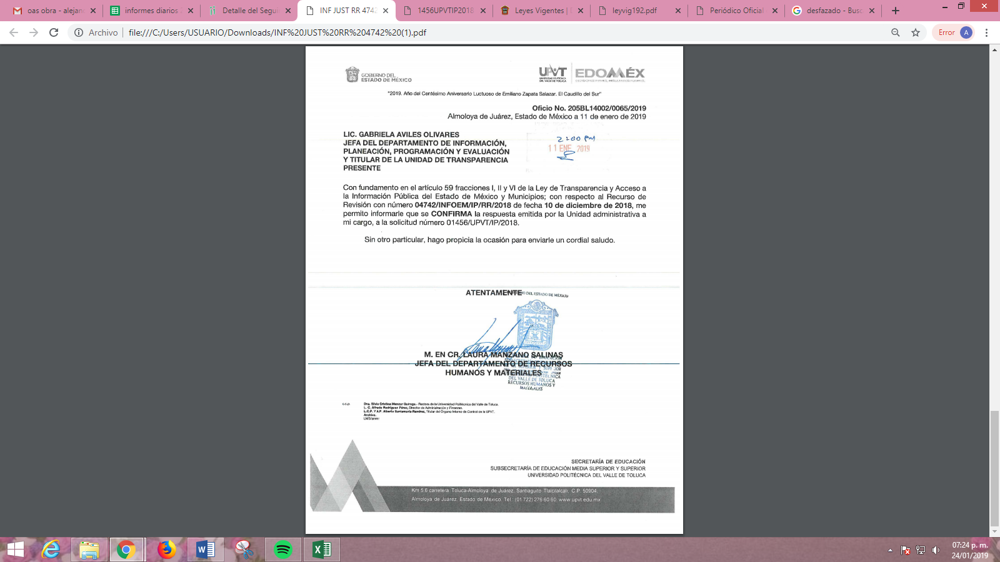 oas obra - alejan
informes diarios 2
Detalle del Segui
INF JUST RR 4742
1456UPVTIP2018
Leyes Vigentes | D
leyvig192.pdf
Periódico Oficial
desfazado - Busc
Archivo
file:///C:/Users/USUARIO/Downloads/INF%20JUST%20RR%204742%20(1).pdf
Error
A
GOBIERNO DEL
ESTADO DE MÉXICO
UPVT
UNIVERSIDAD POLITÉCNICA
DEL VALLE DE TOLUCA
EDOMÉX
DECISIONES FIRMES, RESULTADOS FUERTES.
"2019. Año del Centésimo Aniversario Luctuoso de Emiliano Zapata Salazar. El Caudillo del Sur"
Oficio No. 205BL14002/0065/2019
Almoloya de Juárez, Estado de México a 11 de enero de 2019
LIC. GABRIELA AVILES OLIVARES
JEFA DEL DEPARTAMENTO DE INFORMACIÓN,
PLANEACIÓN, PROGRAMACIÓN Y EVALUACIÓN
Y TITULAR DE LA UNIDAD DE TRANSPARENCIA
PRESENTE
2:00 PM
11 ENE 2019
Con fundamento en el artículo 59 fracciones I, II y VI de la Ley de Transparencia y Acceso a
la Información Pública del Estado de México y Municipios; con respecto al Recurso de
Revisión con número 04742/INFOEM/IP/RR/2018 de fecha 10 de diciembre de 2018, me
permito informarle que se CONFIRMA la respuesta emitida por la Unidad administrativa a
mi cargo, a la solicitud número 01456/UPVT/IP/2018.
Sin otro particular, hago propicia la ocasión para enviarle un cordial saludo.
ATENTAMENTE
DEL ESTADO DE MÉXICO
M. EN CR. LAURA MANZANO SALINAS
JEFA DEL DEPARTAMENTO DE RECURSOS
HUMANOS Y MATERIALES
DEL VALLE DE TOLUCA
RECURSOS HUMANOS Y
MATERIALES
c.c.p. Dra. Silvia Cristina Manzur Quiroga.- Rectora de la Universidad Politécnica del Valle de Toluca.
L. C. Alfredo Rodríguez Pérez, Director de Administración y Finanzas.
L.C.P. Y A.P. Alberto Santamaría Ramírez, Titular del Órgano Interno de Control en la UPVT.
Archivo.
SECRETARÍA DE EDUCACIÓN
SUBSECRETARÍA DE EDUCACIÓN MEDIA SUPERIOR Y SUPERIOR
UNIVERSIDAD POLITÉCNICA DEL VALLE DE TOLUCA
Km 5.6 carretera Toluca-Almoloya de Juárez. Santiaguito Tlalcilalcali, C.P. 50904,
Almoloya de Juárez. Estado de México. Tel.: (01 722) 276 60 60 www.upvt.edu.mx
07:24 p. m.
24/01/2019